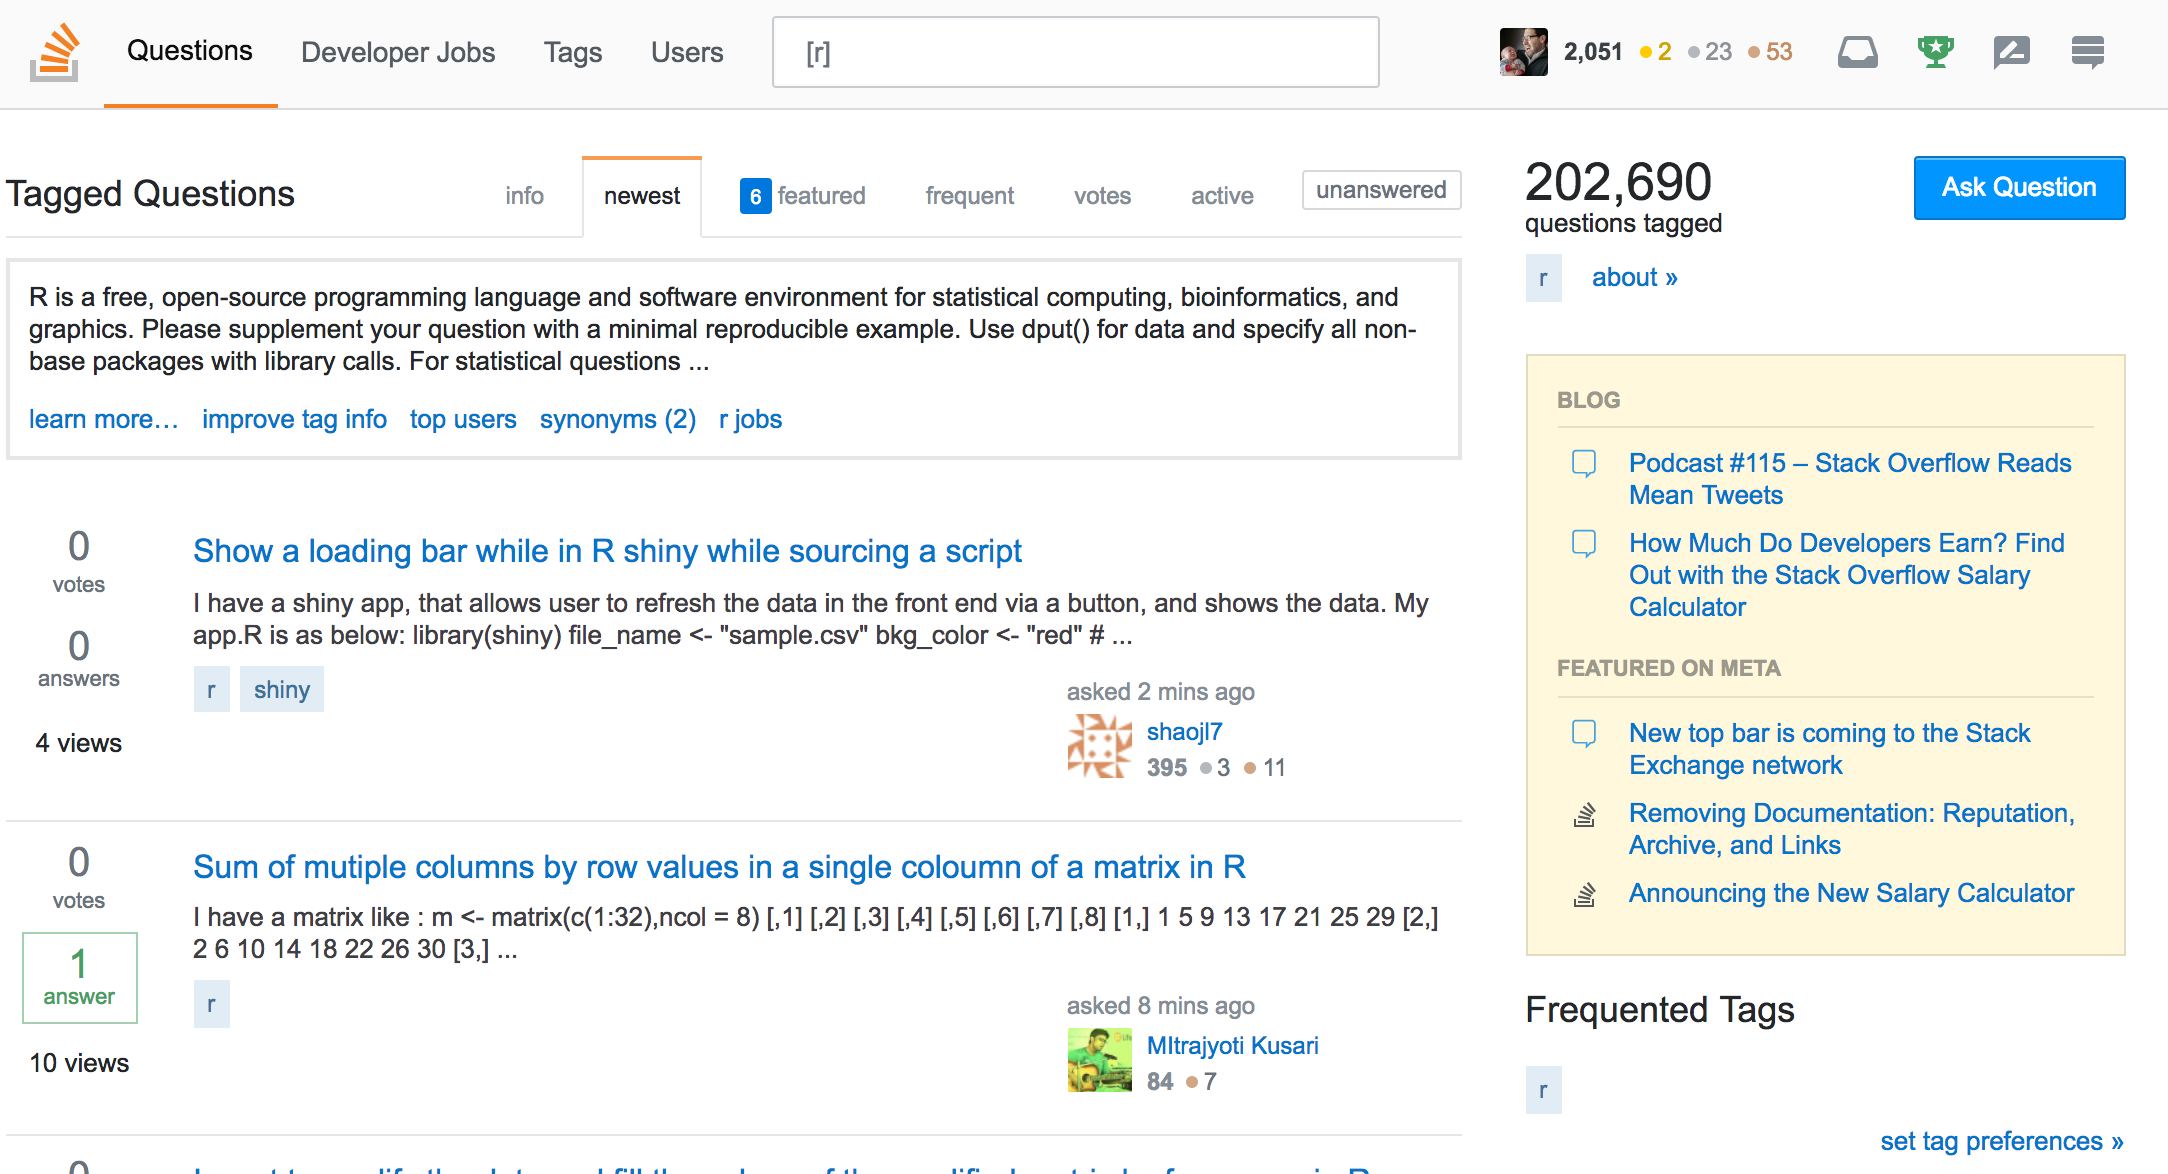 Questions
Developer Jobs
Tags
Users
[r]
2,051 2 23 53
Tagged Questions
info
newest
6 featured
frequent
votes
active
unanswered
R is a free, open-source programming language and software environment for statistical computing, bioinformatics, and
graphics. Please supplement your question with a minimal reproducible example. Use dput() for data and specify all non-
base packages with library calls. For statistical questions ...
learn more… improve tag info top users synonyms (2) r jobs
0
votes
0
answers
4 views
Show a loading bar while in R shiny while sourcing a script
I have a shiny app, that allows user to refresh the data in the front end via a button, and shows the data. My
app.R is as below: library(shiny) file_name <- "sample.csv" bkg_color <- "red" # ...
r shiny
asked 2 mins ago
shaojl7
395 3 11
0
votes
1
answer
10 views
Sum of mutiple columns by row values in a single coloumn of a matrix in R
I have a matrix like : m <- matrix(c(1:32),ncol = 8) [,1] [,2] [,3] [,4] [,5] [,6] [,7] [,8] [1,] 1 5 9 13 17 21 25 29 [2,]
2 6 10 14 18 22 26 30 [3,] ...
r
asked 8 mins ago
MItrajyoti Kusari
84 7
202,690
questions tagged
Ask Question
r about »
BLOG
Podcast #115 – Stack Overflow Reads
Mean Tweets
How Much Do Developers Earn? Find
Out with the Stack Overflow Salary
Calculator
FEATURED ON META
New top bar is coming to the Stack
Exchange network
Removing Documentation: Reputation,
Archive, and Links
Announcing the New Salary Calculator
Frequented Tags
r
set tag preferences »